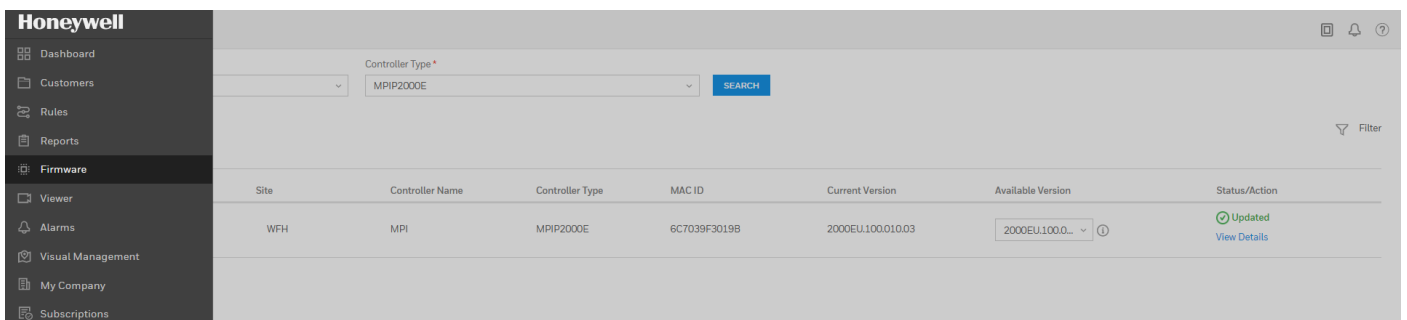 Honeywell
Dashboard
Customers
Rules
Reports
Firmware
Viewer
Alarms
Visual Management
My Company
Subscriptions
Controller Type*
MPIP2000E
SEARCH
Filter
Site Controller Name Controller Type MAC ID Current Version Available Version Status/Action
WFH MPI MPIP2000E 6C7039F3019B 2000EU.100.010.03 2000EU.100.0... Updated
View Details